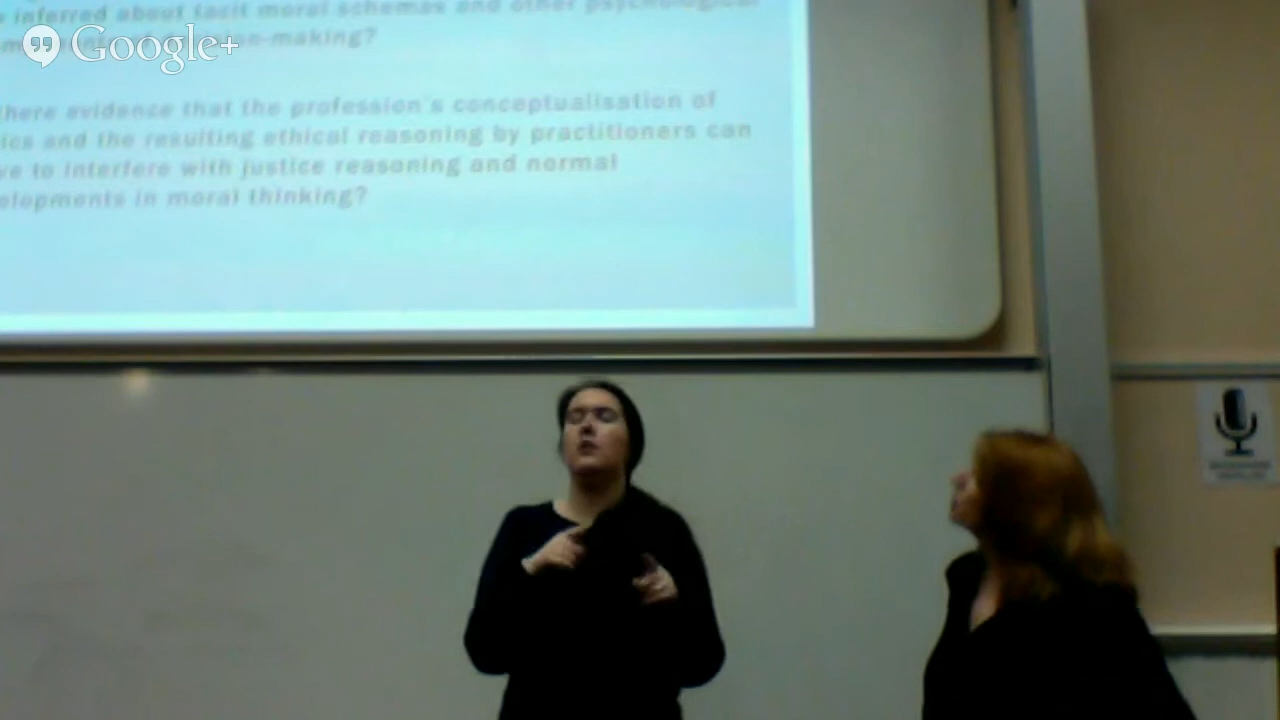 Google+
inferred about tacit moral schemas and other psychological
-making?
here evidence that the profession's conceptualisation of
ics and the resulting ethical reasoning by practitioners can
ve to interfere with justice reasoning and normal
elopments in moral thinking?